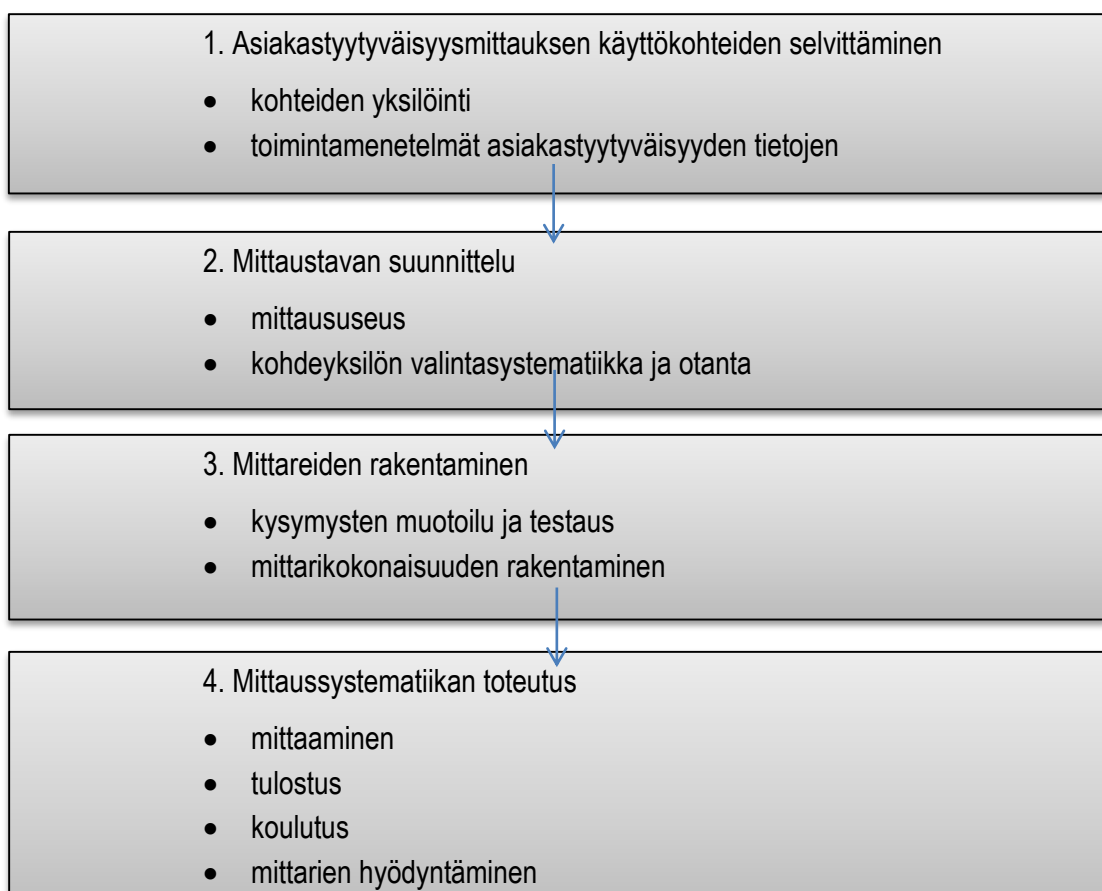 1. Asiakastyytyväisyysmittauksen käyttökohteiden selvittäminen
• kohteiden yksilöinti
• toimintamenetelmät asiakastyytyväisyyden tietojen
2. Mittaustavan suunnittelu
• mittaususeus
• kohdeyksilön valintasystematiikka ja otanta
3. Mittareiden rakentaminen
• kysymysten muotoilu ja testaus
• mittarikokonaisuuden rakentaminen
4. Mittaussystematiikan toteutus
• mittaaminen
• tulostus
• koulutus
• mittarien hyödyntäminen